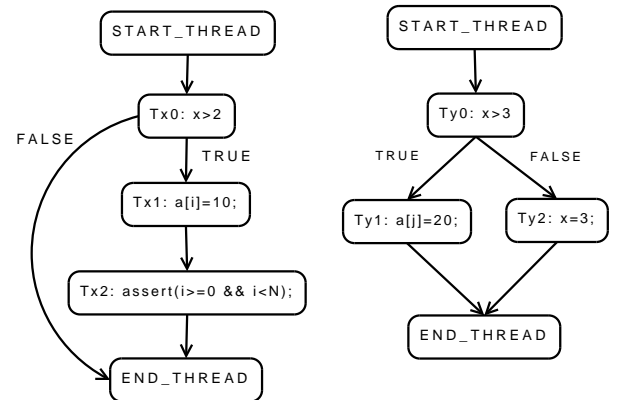 START_THREAD
Tx0: x>2
FALSE
TRUE
Tx1: a[i]=10;
Tx2: assert(i>=0 && i<N);
END_THREAD
START_THREAD
Ty0: x>3
TRUE
FALSE
Ty1: a[j]=20;
Ty2: x=3;
END_THREAD